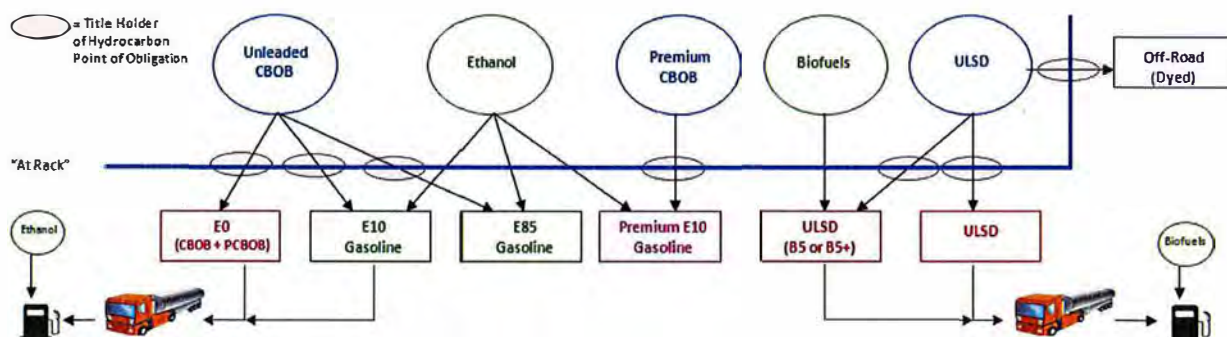 = Title Holder
of Hydrocarbon
Point of Obligation
Unleaded
CBOB
Ethanol
Premium
CBOB
Biofuels
ULSD
Off-Road
(Dyed)
"At Rack"
Ethanol
E0
(CBOB + PCBOB)
E10
Gasoline
E85
Gasoline
Premium E10
Gasoline
ULSD
(B5 or B5+)
ULSD
Biofuels